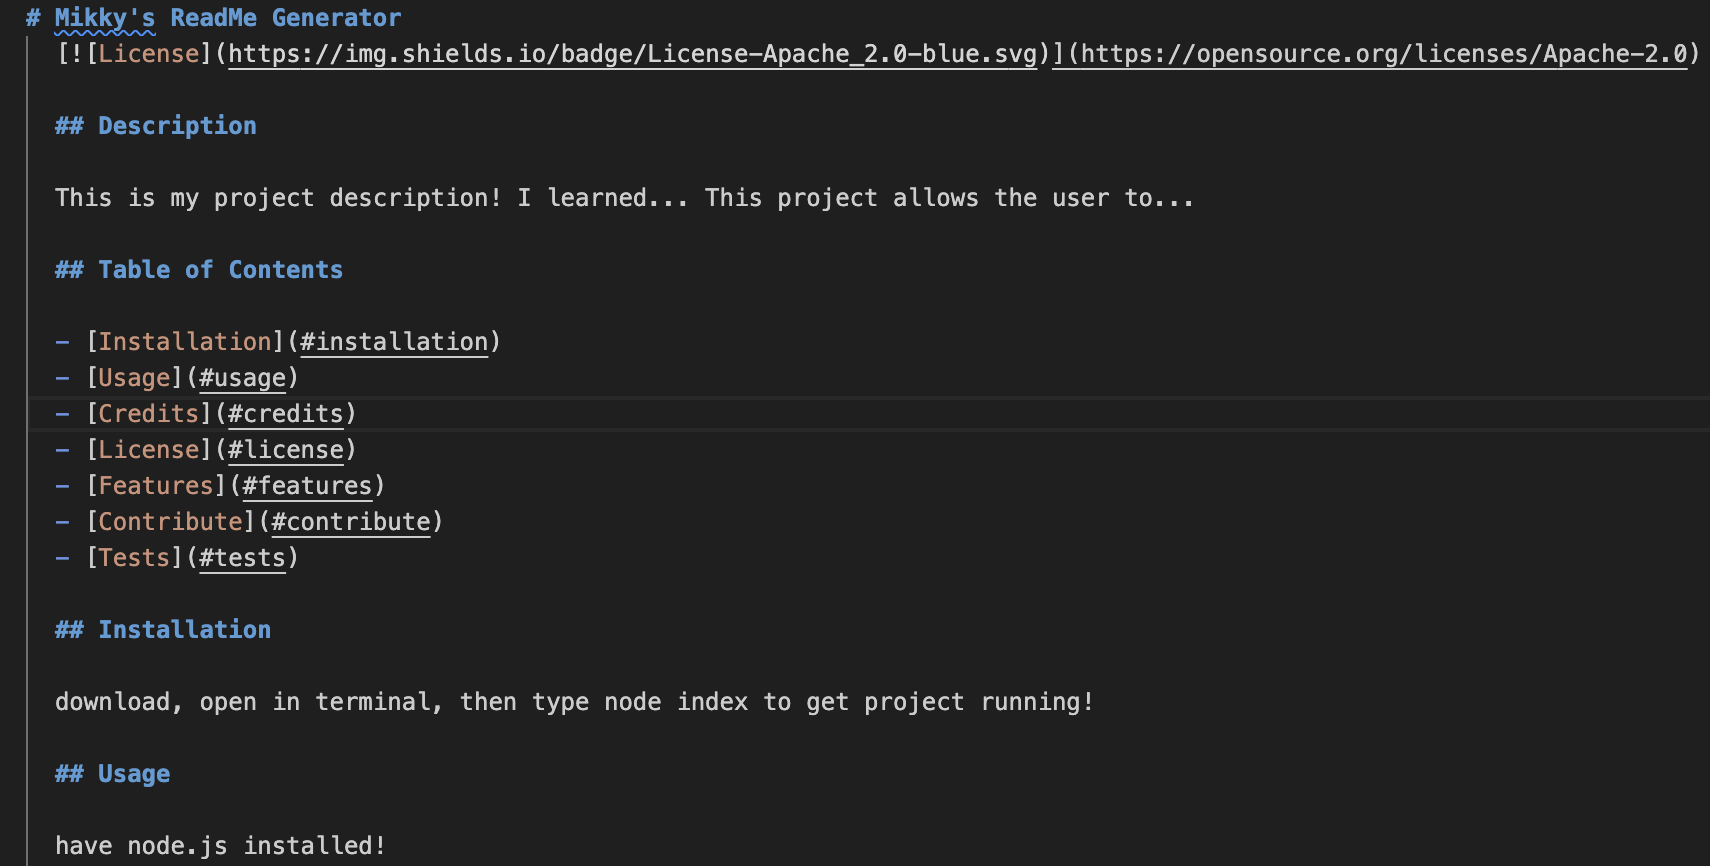 # Mikky's ReadMe Generator
[![License](https://img.shields.io/badge/License-Apache_2.0-blue.svg)](https://opensource.org/licenses/Apache-2.0)
## Description
This is my project description! I learned... This project allows the user to...
## Table of Contents
- [Installation](#installation)
- [Usage](#usage)
- [Credits](#credits)
- [License](#license)
- [Features](#features)
- [Contribute](#contribute)
- [Tests](#tests)
## Installation
download, open in terminal, then type node index to get project running!
## Usage
have node.js installed!